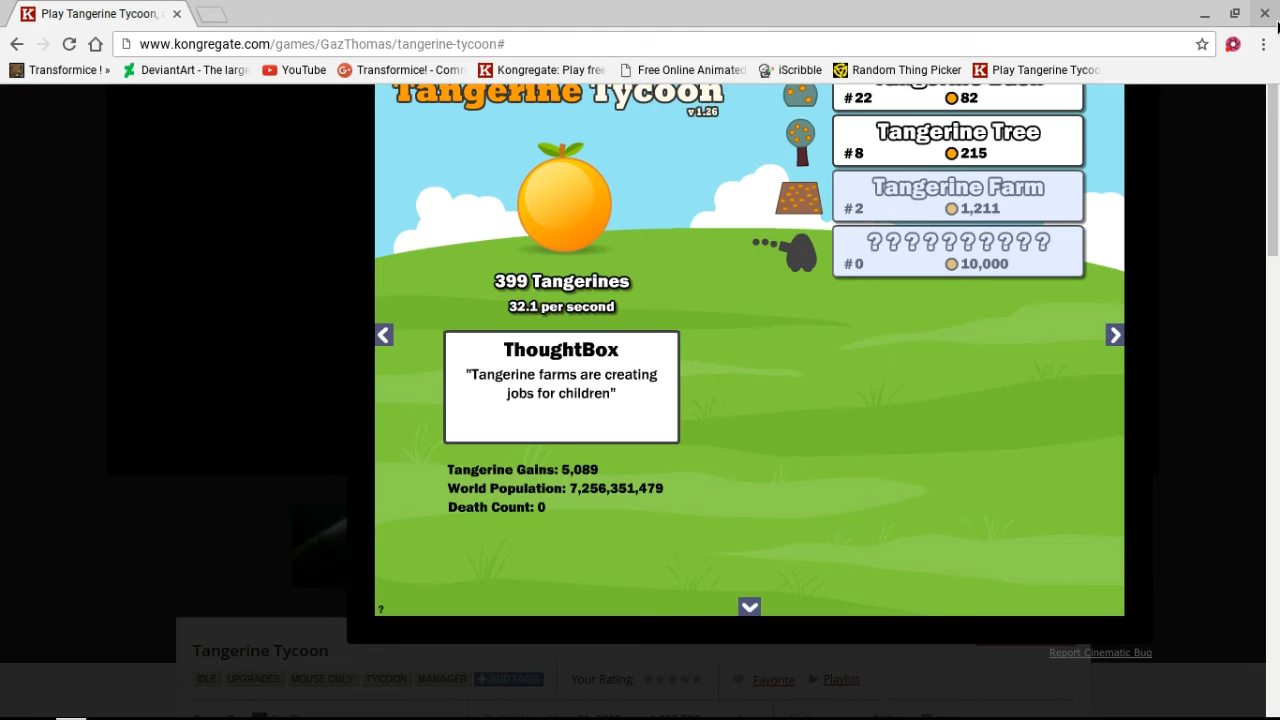 Play Tangerine Tycoon, a
www.kongregate.com/games/GazThomas/tangerine-tycoon#
Transformice ! » DeviantArt - The large YouTube Transformice! - Comm Kongregate: Play free Free Online Animated iScribble Random Thing Picker Play Tangerine Tycoo
Tangerine Tycoon
v 1.26
#22 82
Tangerine Tree
#8 215
Tangerine Farm
#2 1,211
??????????
#0 10,000
399 Tangerines
32.1 per second
ThoughtBox
"Tangerine farms are creating
jobs for children"
Tangerine Gains: 5,089
World Population: 7,256,351,479
Death Count: 0
?
Report Cinematic Bug
Tangerine Tycoon
IDLE UPGRADES MOUSE ONLY TYCOON MANAGER + ADD TAGS Your Rating: Favorite Playlist